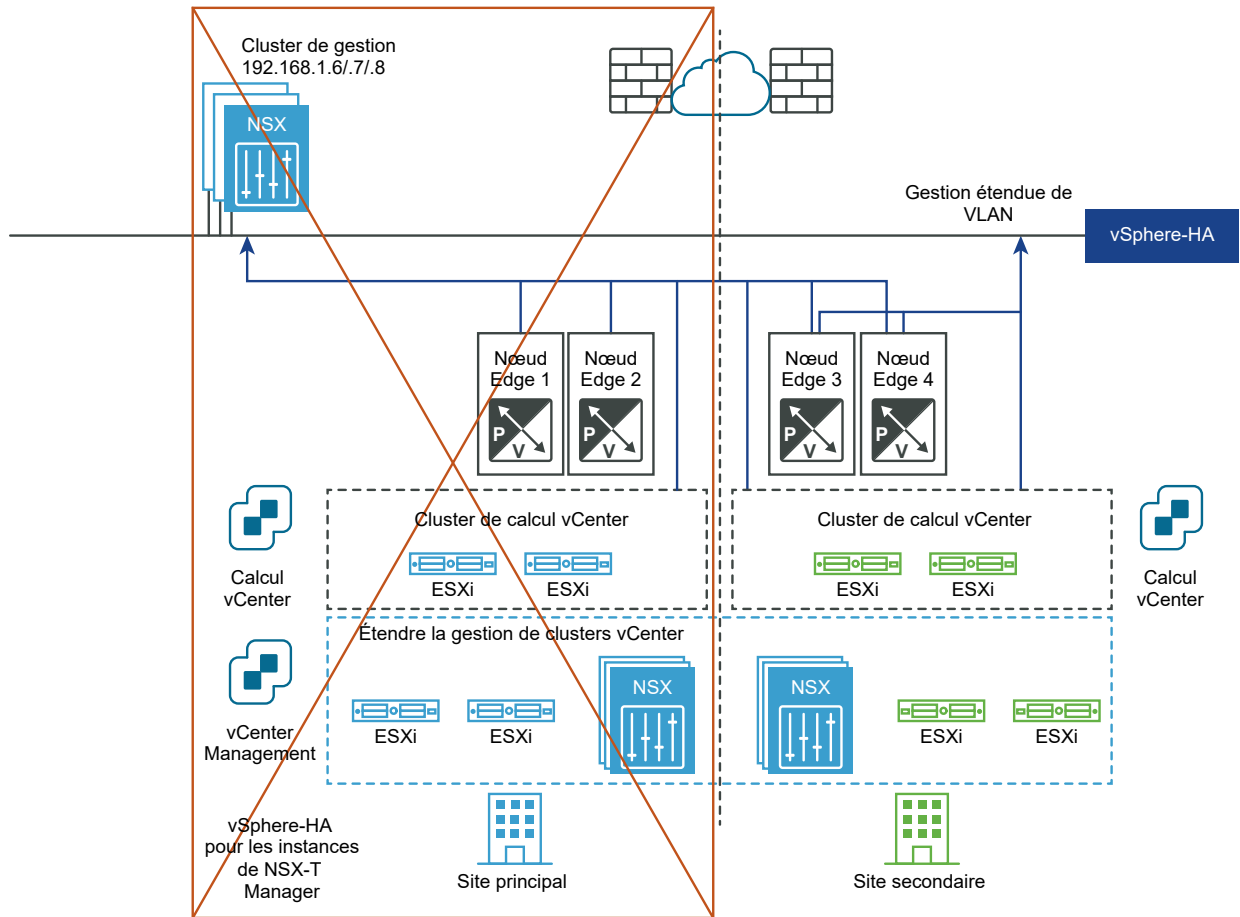 Cluster de gestion
192.168.1.6/.7/.8
NSX
Gestion étendue de
VLAN
vSphere-HA
Nœud
Edge 1
P
V
Nœud
Edge 2
P
V
Nœud
Edge 3
P
V
Nœud
Edge 4
P
V
Calcul
vCenter
Cluster de calcul vCenter
ESXi
ESXi
Cluster de calcul vCenter
ESXi
ESXi
Calcul
vCenter
Étendre la gestion de clusters vCenter
vCenter
Management
ESXi
ESXi
NSX
NSX
ESXi
ESXi
vSphere-HA
pour les instances
de NSX-T
Manager
Site principal
Site secondaire